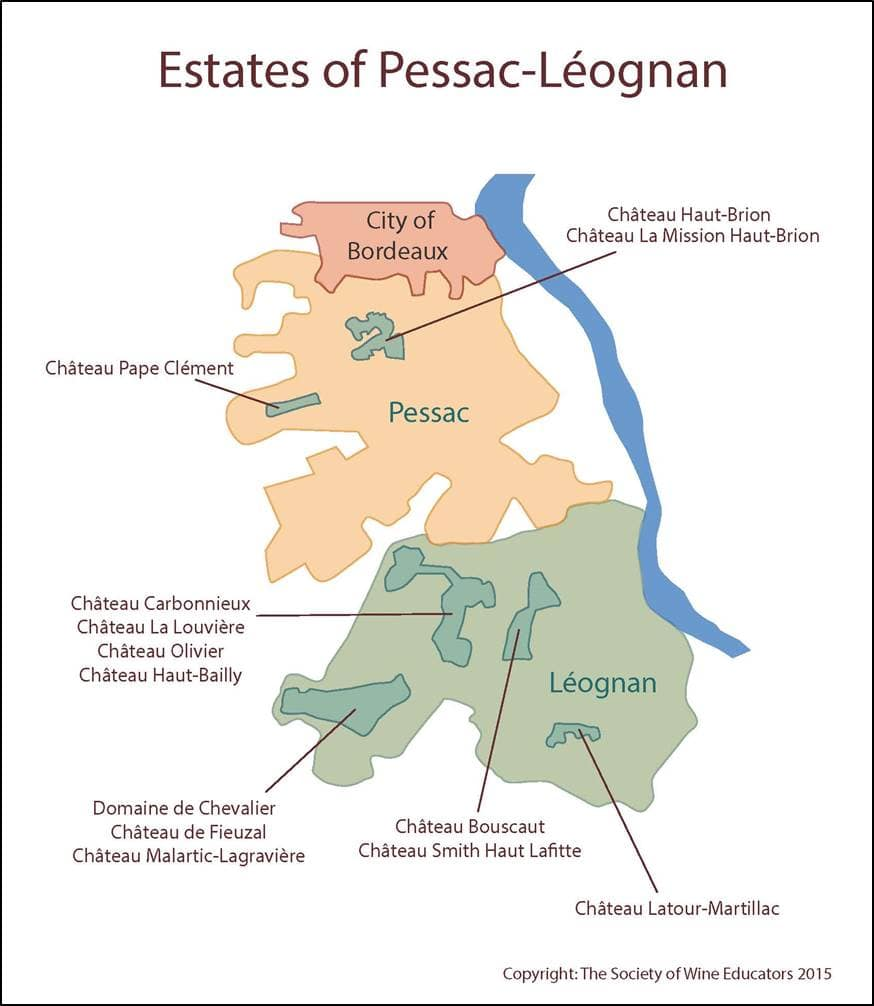 Estates of Pessac-Léognan
City of
Bordeaux
Château Haut-Brion
Château La Mission Haut-Brion
Château Pape Clément
Pessac
Château Carbonnieux
Château La Louvière
Château Olivier
Château Haut-Bailly
Léognan
Domaine de Chevalier
Château de Fieuzal
Château Malartic-Lagravière
Château Bouscaut
Château Smith Haut Lafitte
Château Latour-Martillac
Copyright: The Society of Wine Educators 2015